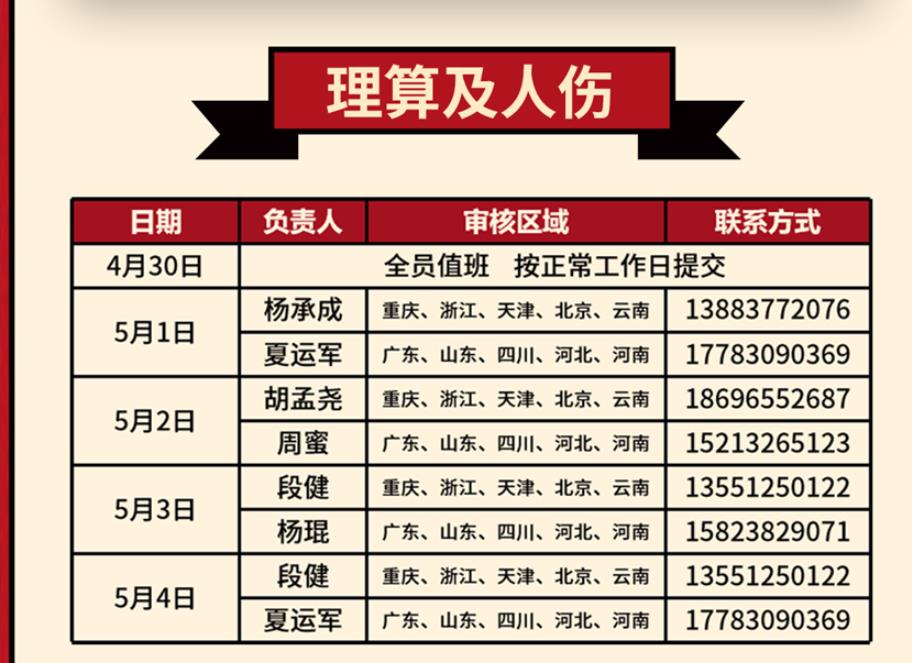 理算及人伤
日期 负责人 审核区域 联系方式
4月30日 全员值班 按正常工作日提交
5月1日 杨承成 重庆、浙江、天津、北京、云南 13883772076
夏运军 广东、山东、四川、河北、河南 17783090369
5月2日 胡孟尧 重庆、浙江、天津、北京、云南 18696552687
周蜜 广东、山东、四川、河北、河南 15213265123
5月3日 段健 重庆、浙江、天津、北京、云南 13551250122
杨琨 广东、山东、四川、河北、河南 15823829071
5月4日 段健 重庆、浙江、天津、北京、云南 13551250122
夏运军 广东、山东、四川、河北、河南 17783090369